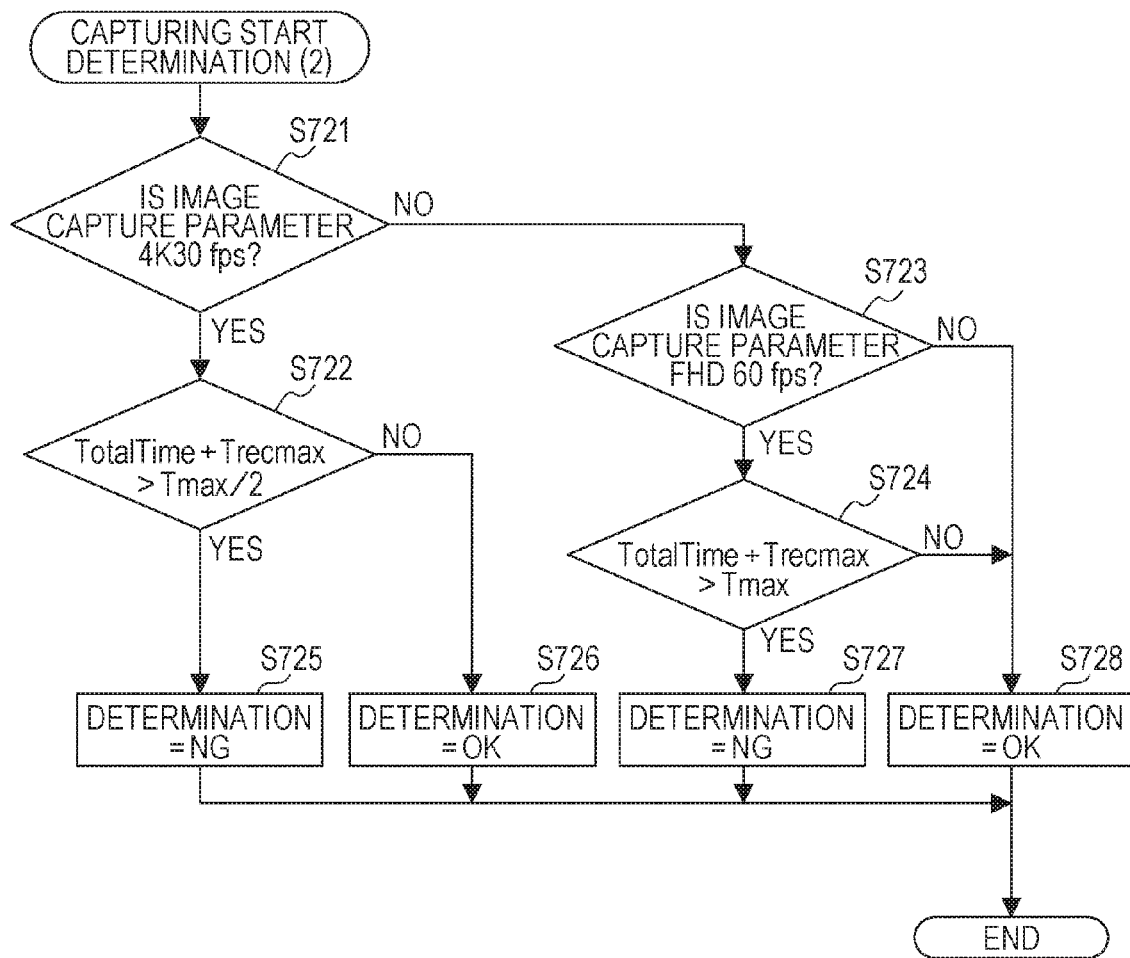 CAPTURING START
DETERMINATION (2)
S721
IS IMAGE
CAPTURE PARAMETER
4K30 fps?
NO
YES
S723
IS IMAGE
CAPTURE PARAMETER
FHD 60 fps?
NO
YES
S722
TotalTime + Trecmax
> Tmax/2
NO
YES
S724
TotalTime + Trecmax
> Tmax
NO
YES
S725
DETERMINATION
=NG
S726
DETERMINATION
=OK
S727
DETERMINATION
=NG
S728
DETERMINATION
=OK
END